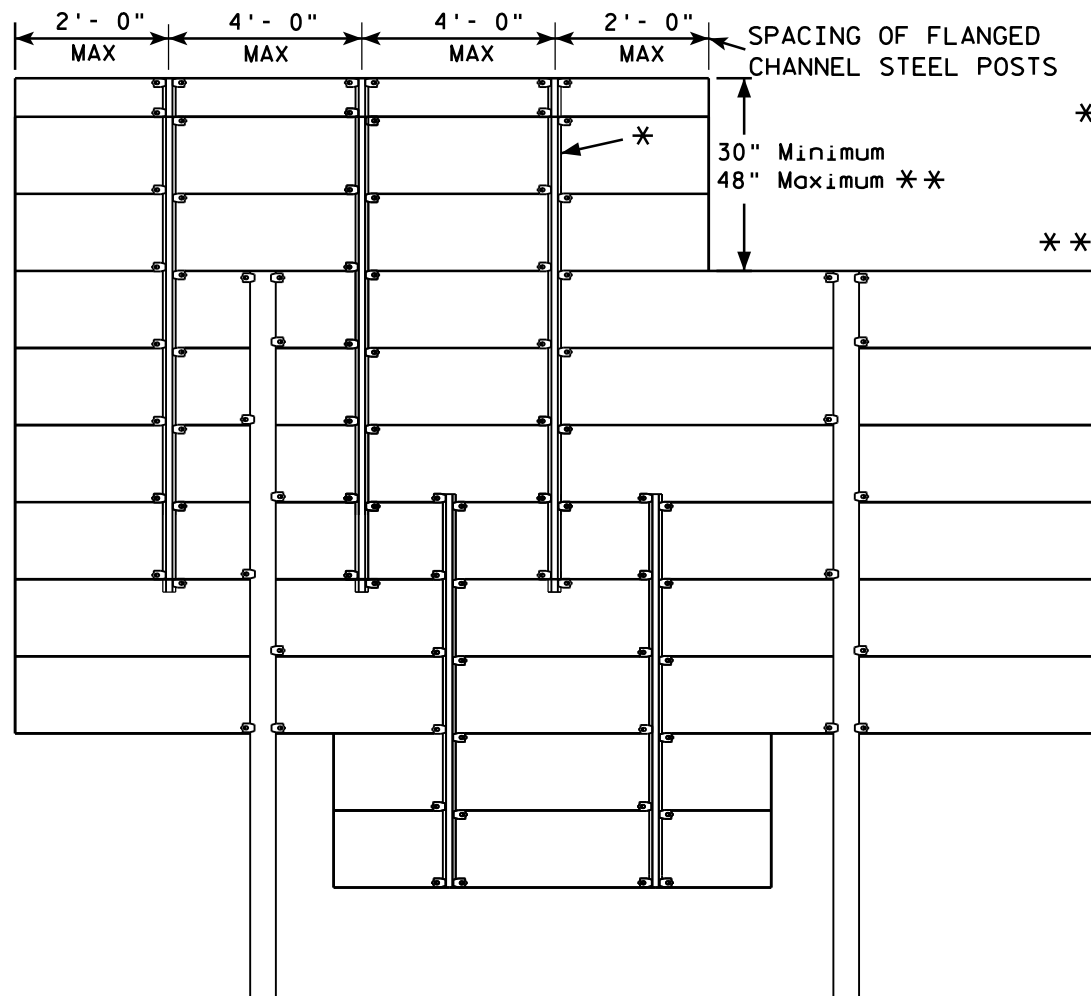 2'- 0" 4'- 0" 4'- 0" 2'- 0"
MAX MAX MAX MAX
SPACING OF FLANGED
CHANNEL STEEL POSTS
*
*
30" Minimum
48" Maximum **
**